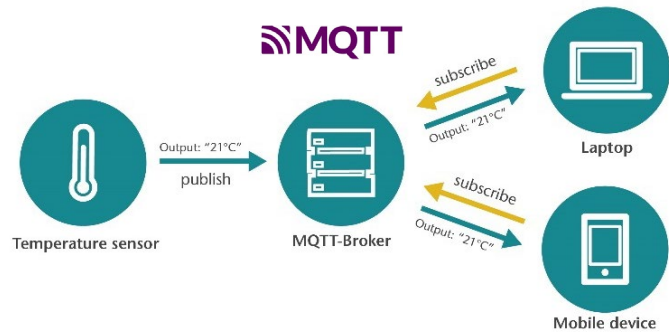 MQTT
subscribe
Output: "21°C"
Laptop
Output: "21°C"
publish
Temperature sensor
MQTT-Broker
subscribe
Output: "21°C"
Mobile device